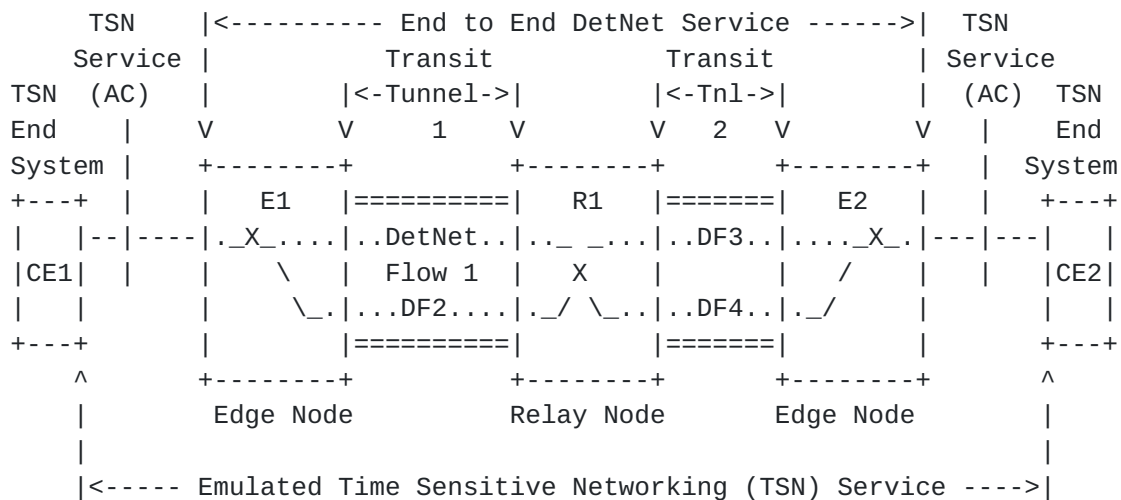 TSN     |<---------- End to End DetNet Service ------>|  TSN
     Service  |            Transit          Transit         | Service
TSN   (AC)    |        |<-Tunnel->|        |<-Tnl->|        |  (AC)  TSN
End     |     V        V     1    V        V   2   V        V   |    End
System  |     +--------+          +--------+       +--------+   |  System
+---+   |     |   E1   |==========|   R1   |=======|   E2   |   |   +---+
|   |--|----|._X_....|..DetNet..|.._ _...|..DF3..|...._X_.|---|---|   |
|CE1|   |     |    \   |  Flow 1  |   X    |       |   /    |   |   |CE2|
|   |         |     \_.|...DF2....|._/ \_..|..DF4..|._/     |       |   |
+---+         |        |==========|        |=======|        |       +---+
    ^         +--------+          +--------+       +--------+       ^
    |          Edge Node          Relay Node        Edge Node       |
    |                                                               |
    |<----- Emulated Time Sensitive Networking (TSN) Service ---->|